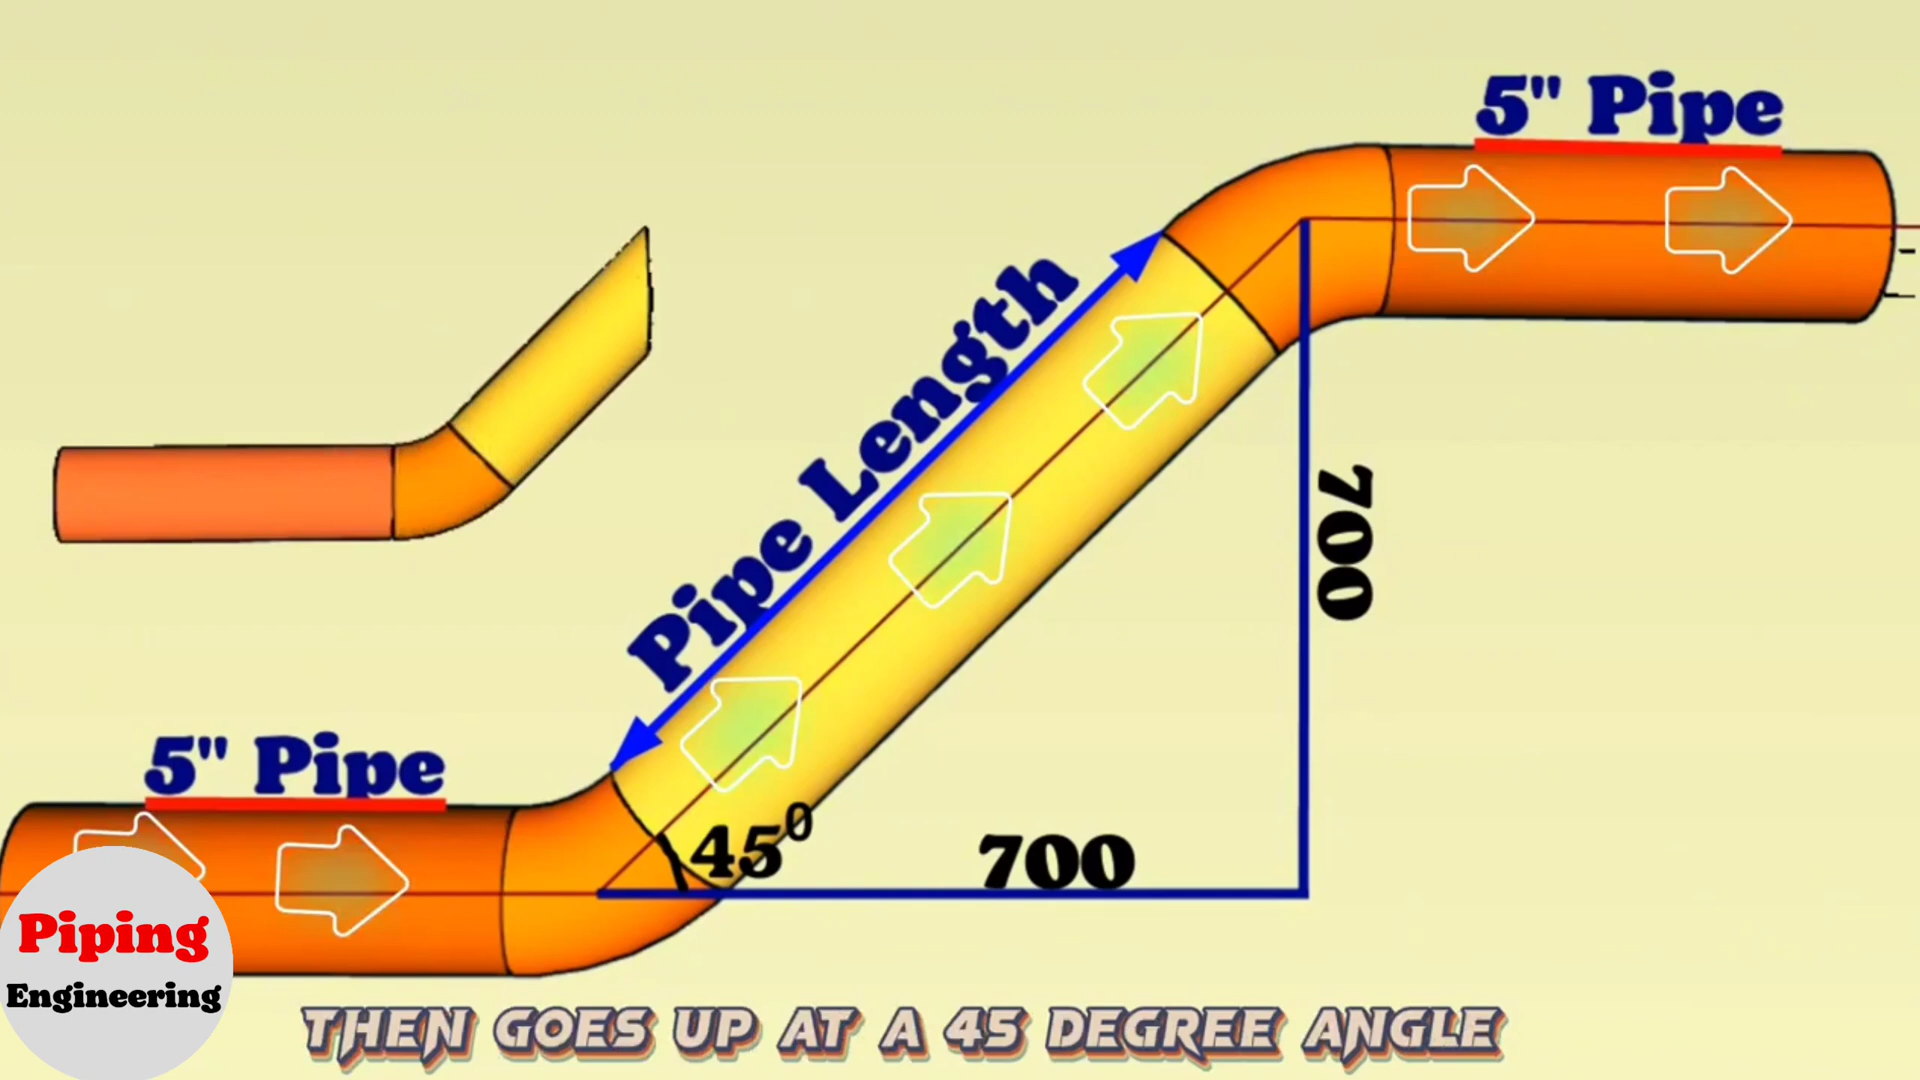 5" Pipe
Pipe Length
700
5" Pipe
45⁰
700
Piping
Engineering
THEN GOES UP AT A 45 DEGREE ANGLE